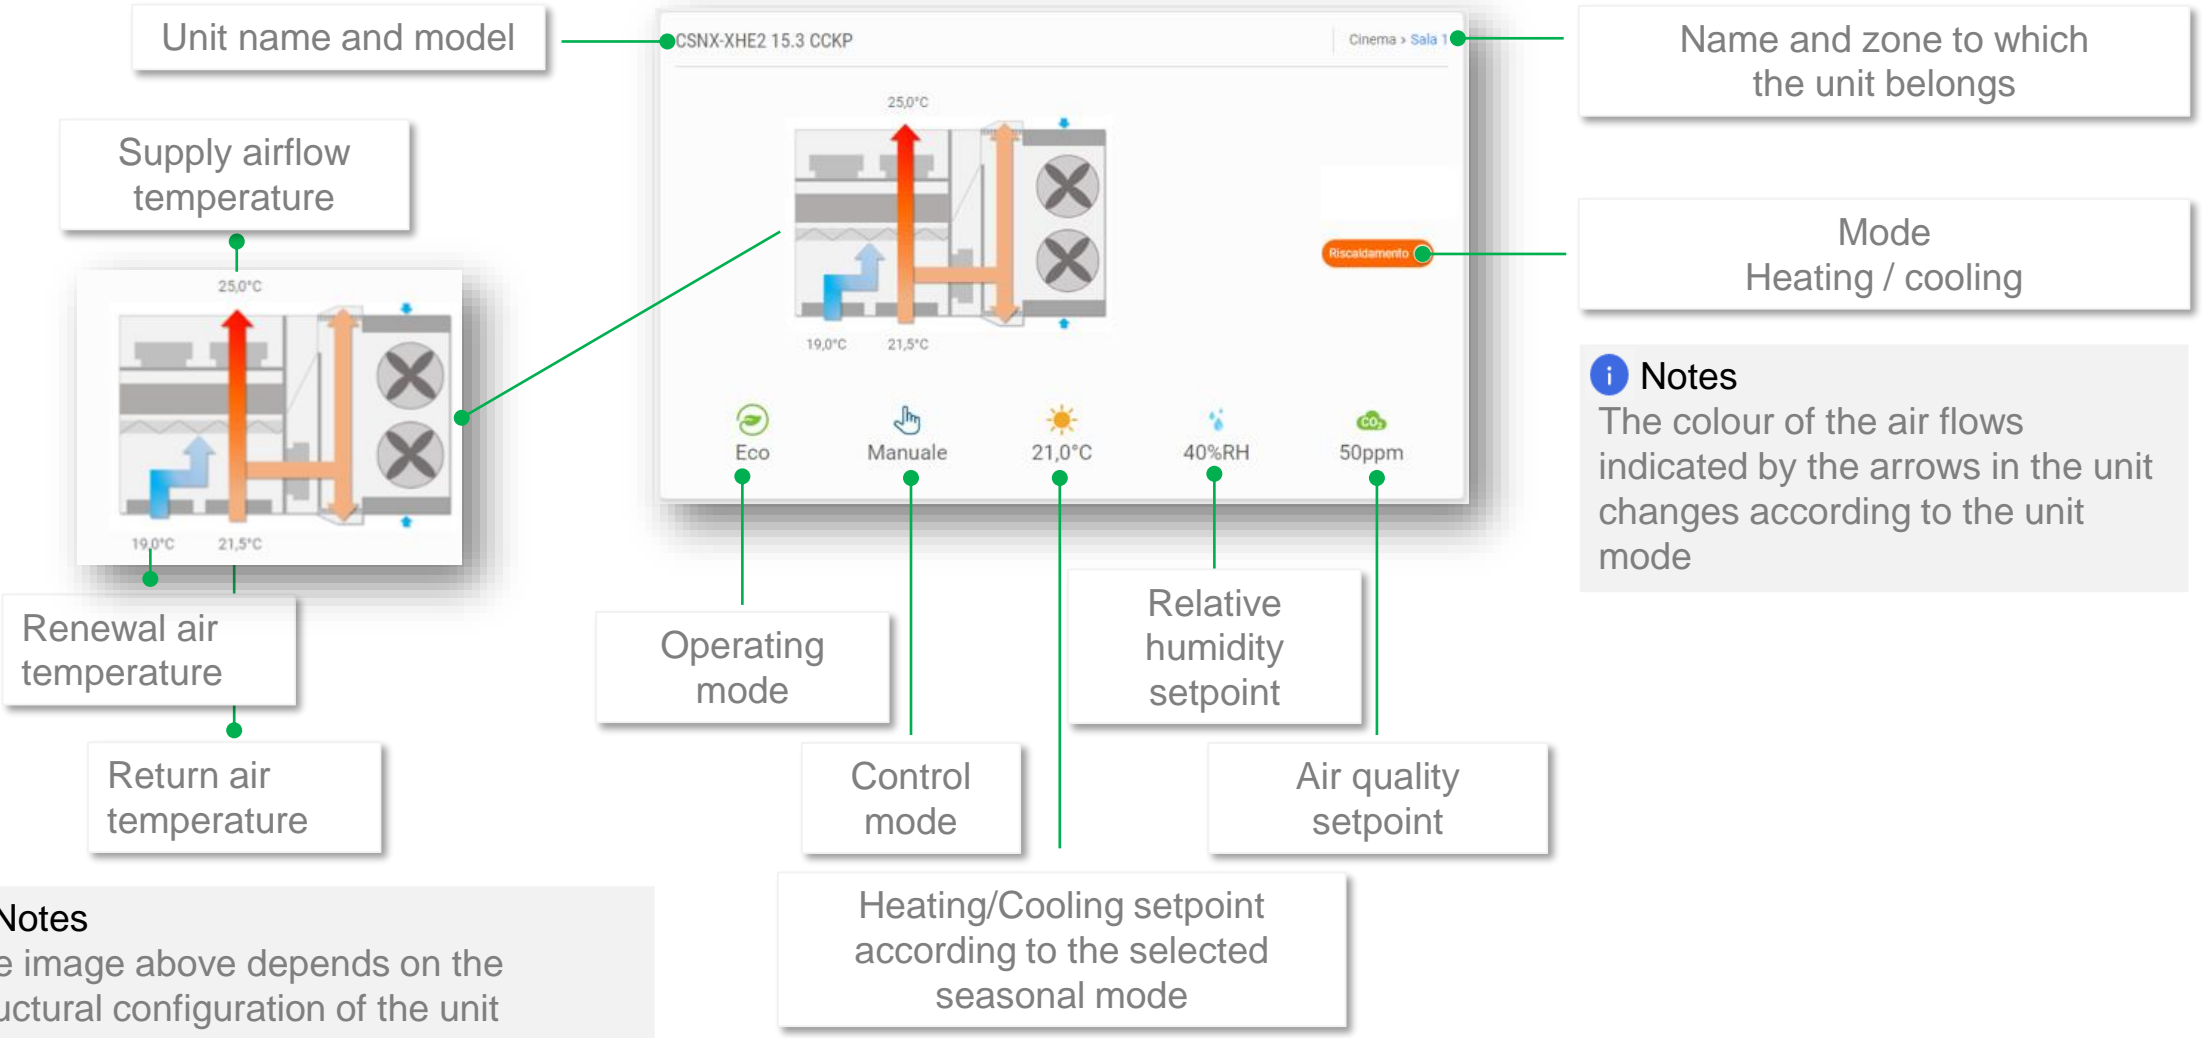 Unit name and model
CSNX-XHE2 15.3 CCKP
Cinema › Sala 1
Name and zone to which
the unit belongs
Supply airflow
temperature
25,0°C
19,0°C
21,5°C
25,0°C
19,0°C
21,5°C
Riscaldamento
Mode
Heating / cooling
Notes
The colour of the air flows
indicated by the arrows in the unit
changes according to the unit
mode
Eco
Manuale
21,0°C
40%RH
CO2
50ppm
Renewal air
temperature
Return air
temperature
Operating
mode
Control
mode
Heating/Cooling setpoint
according to the selected
seasonal mode
Relative
humidity
setpoint
Air quality
setpoint
Notes
image above depends on the
configuration of the unit